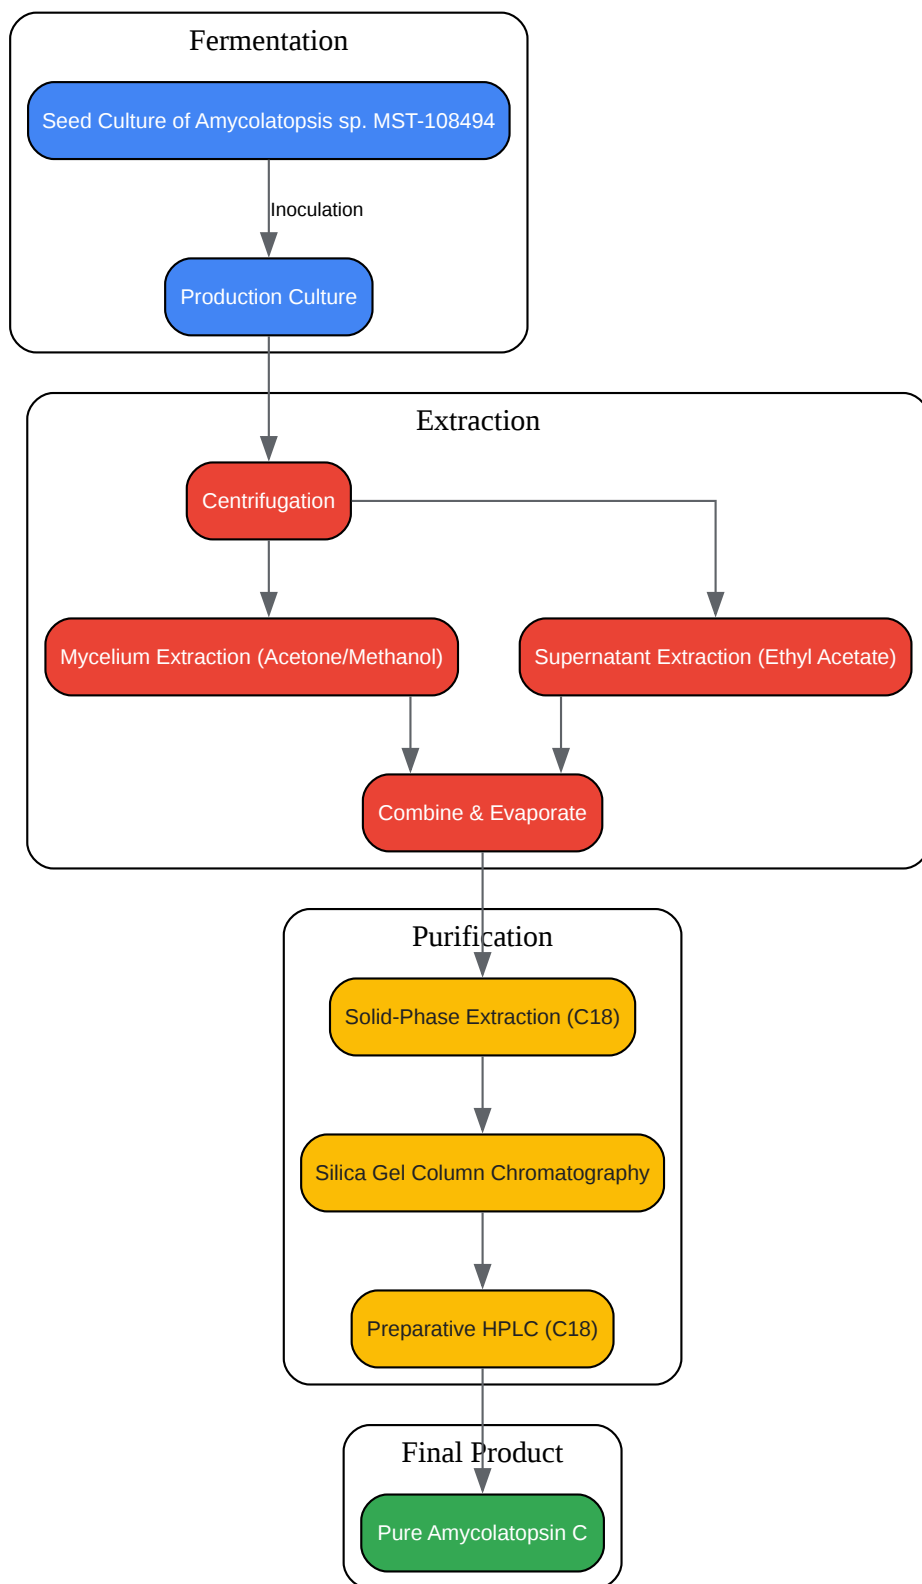 Fermentation
Seed Culture of Amycolatopsis sp. MST-108494
Inoculation
Production Culture
Extraction
Centrifugation
Mycelium Extraction (Acetone/Methanol)
Supernatant Extraction (Ethyl Acetate)
Combine & Evaporate
Purification
Solid-Phase Extraction (C18)
Silica Gel Column Chromatography
Preparative HPLC (C18)
Final Product
Pure Amycolatopsin C